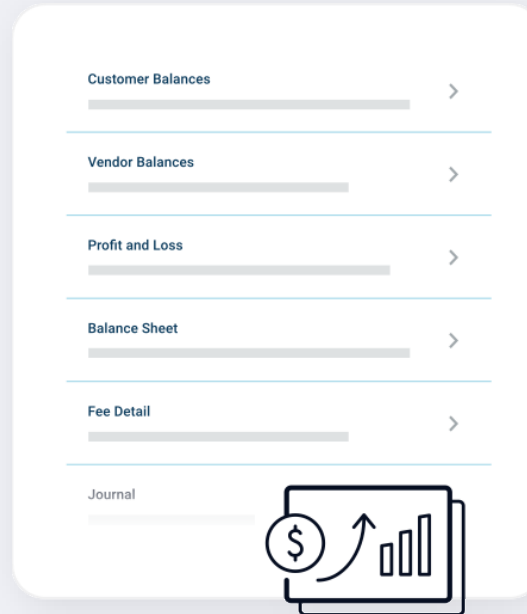 Customer Balances
Vendor Balances
Profit and Loss
Balance Sheet
Fee Detail
Journal
$